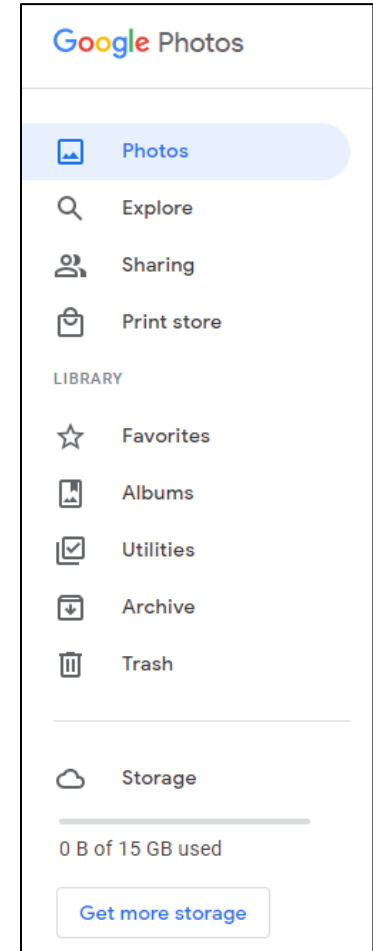 Google Photos
Photos
Explore
Sharing
Print store
LIBRARY
Favorites
Albums
Utilities
Archive
Trash
Storage
0 B of 15 GB used
Get more storage